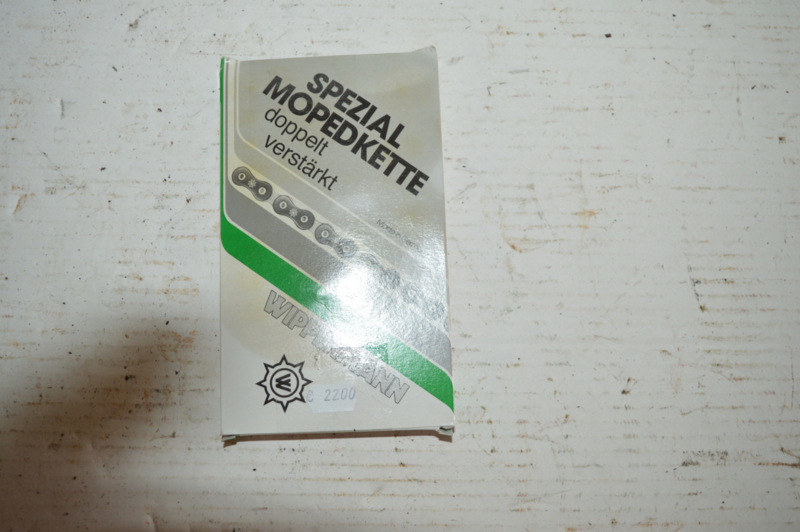 SPEZIAL
MOPEDKETTE
doppelt
verstärkt
WIPPERMANN
W
2200